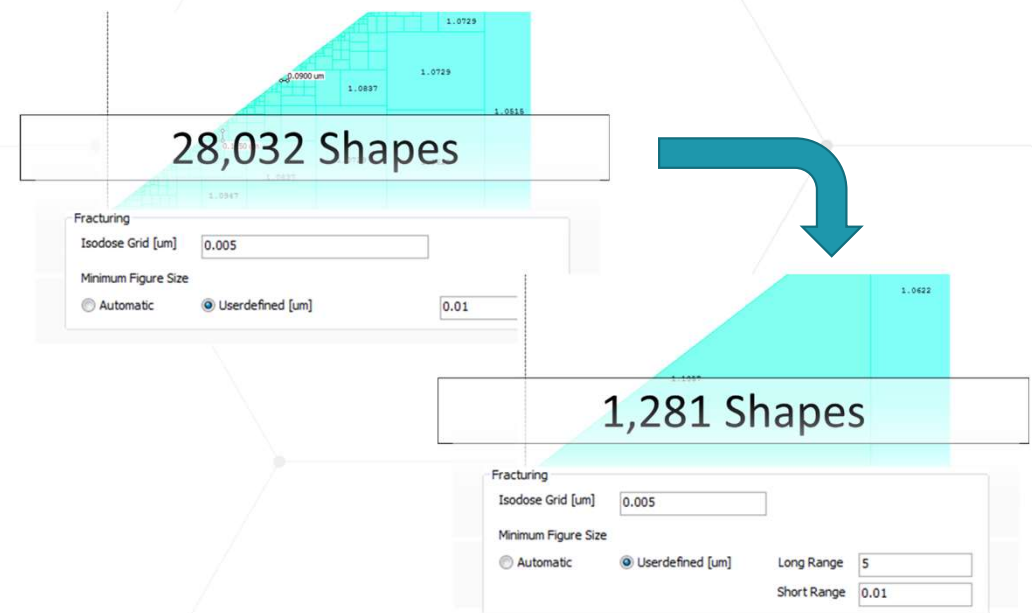 1.0729
0.0900 um
1.0729
1.0837
1.0515
28,032 Shapes
1.0947
Fracturing
Isodose Grid [um] 0.005
Minimum Figure Size
Automatic Userdefined [um] 0.01
1.0622
1,281 Shapes
Fracturing
Isodose Grid [um] 0.005
Minimum Figure Size
Automatic Userdefined [um] Long Range 5
Short Range 0.01